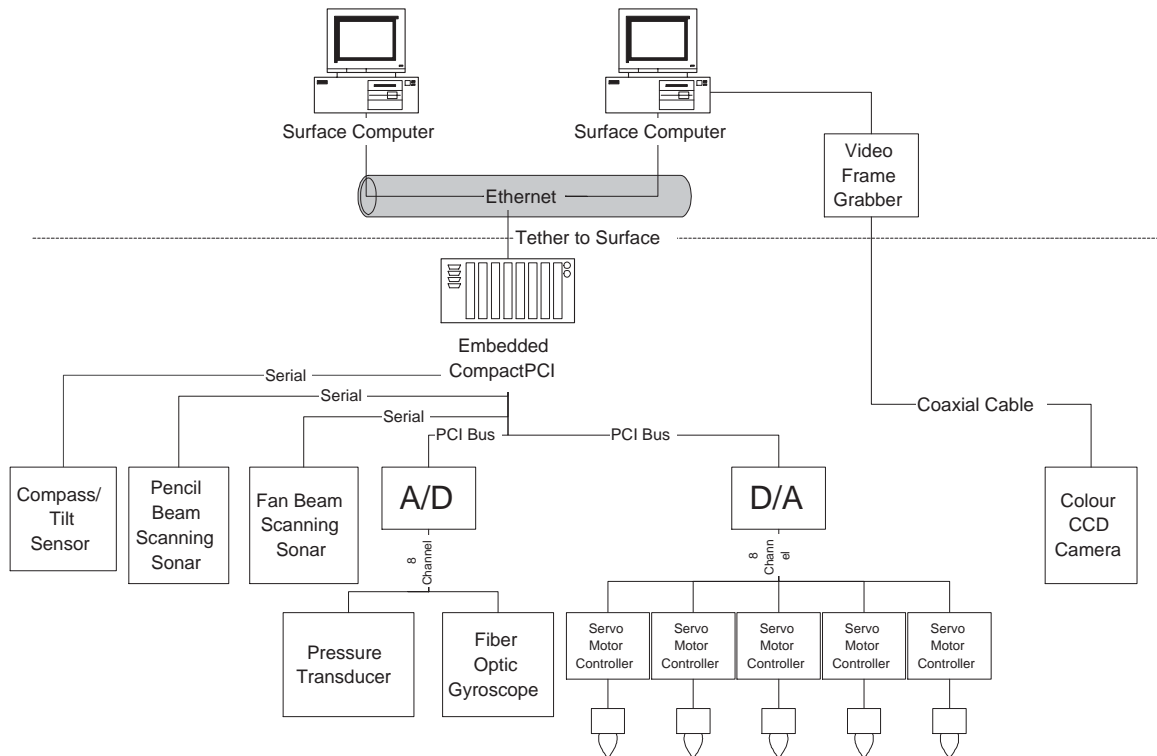 Surface Computer
Surface Computer
Video
Frame
Grabber
Ethernet
Tether to Surface
Embedded
CompactPCI
Serial
Serial
Serial
Coaxial Cable
PCI Bus
PCI Bus
Compass/
Tilt
Sensor
Pencil
Beam
Scanning
Sonar
Fan Beam
Scanning
Sonar
A/D
D/A
Colour
CCD
Camera
8
Channel
8
Chann
el
Pressure
Transducer
Fiber
Optic
Gyroscope
Servo
Motor
Controller
Servo
Motor
Controller
Servo
Motor
Controller
Servo
Motor
Controller
Servo
Motor
Controller